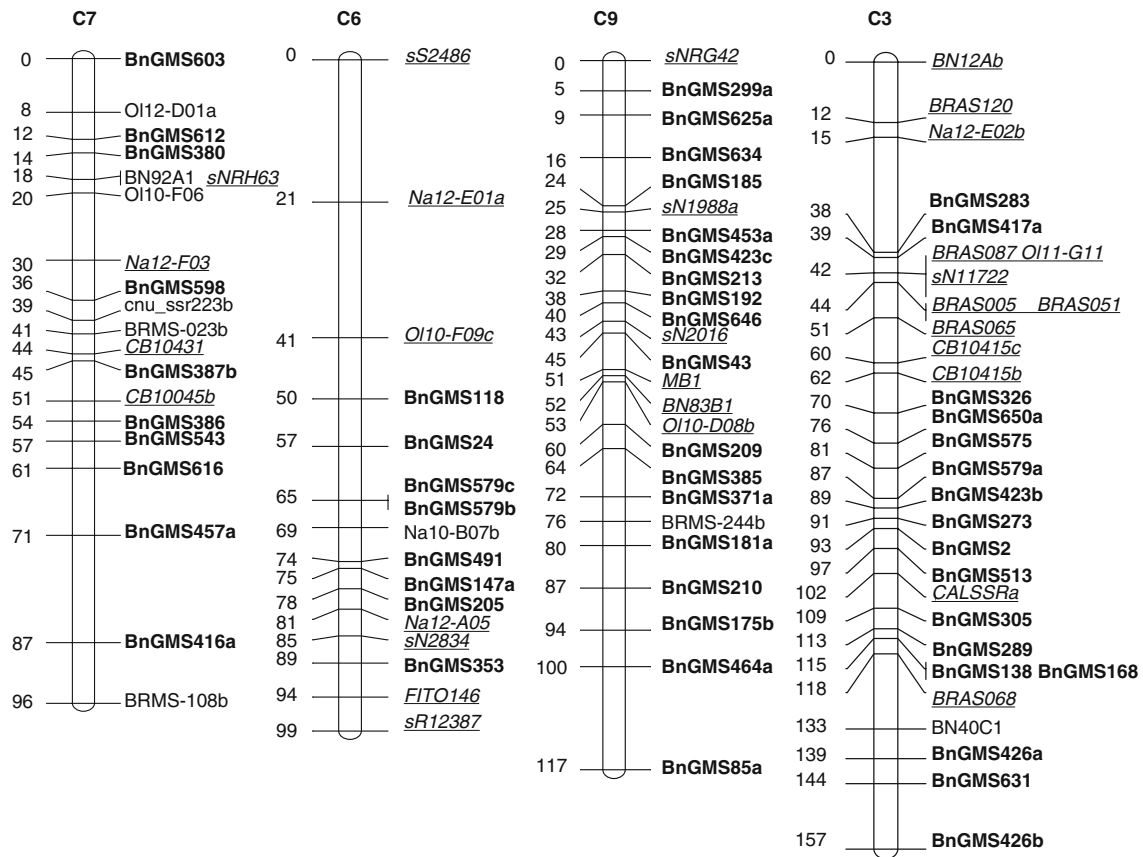 C7
0 BnGMS603
8 Ol12-D01a
12 BnGMS612
14 BnGMS380
18 BN92A1 sNRH63
20 Ol10-F06
30 Na12-F03
36 BnGMS598
39 cnu_ssr223b
41 BRMS-023b
44 CB10431
45 BnGMS387b
51 CB10045b
54 BnGMS386
57 BnGMS543
61 BnGMS616
71 BnGMS457a
87 BnGMS416a
96 BRMS-108b
C6
0 sS2486
21 Na12-E01a
41 Ol10-F09c
50 BnGMS118
57 BnGMS24
BnGMS579c
65 BnGMS579b
69 Na10-B07b
74 BnGMS491
75 BnGMS147a
78 BnGMS205
81 Na12-A05
85 sN2834
89 BnGMS353
94 FITO146
99 sR12387
C9
0 sNRG42
5 BnGMS299a
9 BnGMS625a
16 BnGMS634
24 BnGMS185
25 sN1988a
28 BnGMS453a
29 BnGMS423c
32 BnGMS213
38 BnGMS192
40 BnGMS646
43 sN2016
45 BnGMS43
51 MB1
52 BN83B1
53 Ol10-D08b
60 BnGMS209
64 BnGMS385
72 BnGMS371a
76 BRMS-244b
80 BnGMS181a
87 BnGMS210
94 BnGMS175b
100 BnGMS464a
117 BnGMS85a
C3
0 BN12Ab
12 BRAS120
15 Na12-E02b
38 BnGMS283
39 BnGMS417a
BRAS087 Ol11-G11
42 sN11722
44 BRAS005 BRAS051
51 BRAS065
60 CB10415c
62 CB10415b
70 BnGMS326
76 BnGMS650a
81 BnGMS575
87 BnGMS579a
89 BnGMS423b
91 BnGMS273
93 BnGMS2
97 BnGMS513
102 CALSSRa
109 BnGMS305
113 BnGMS289
115 BnGMS138 BnGMS168
118 BRAS068
133 BN40C1
139 BnGMS426a
144 BnGMS631
157 BnGMS426b